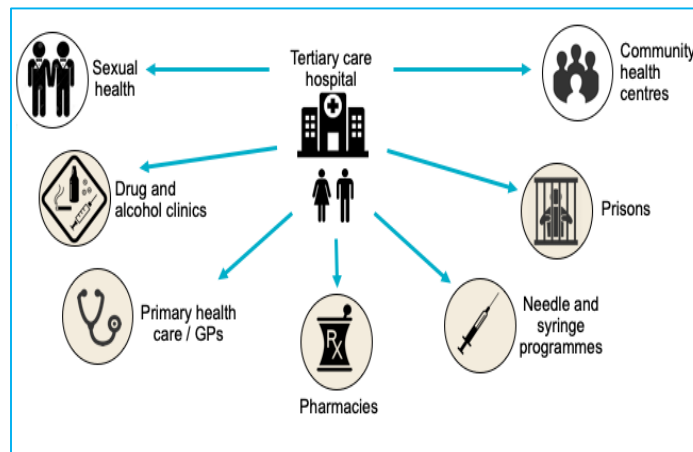 Tertiary care
hospital
Sexual
health
Community
health
centres
Drug and
alcohol clinics
Prisons
Primary health
care / GPs
Needle and
syringe
programmes
Rx
Pharmacies